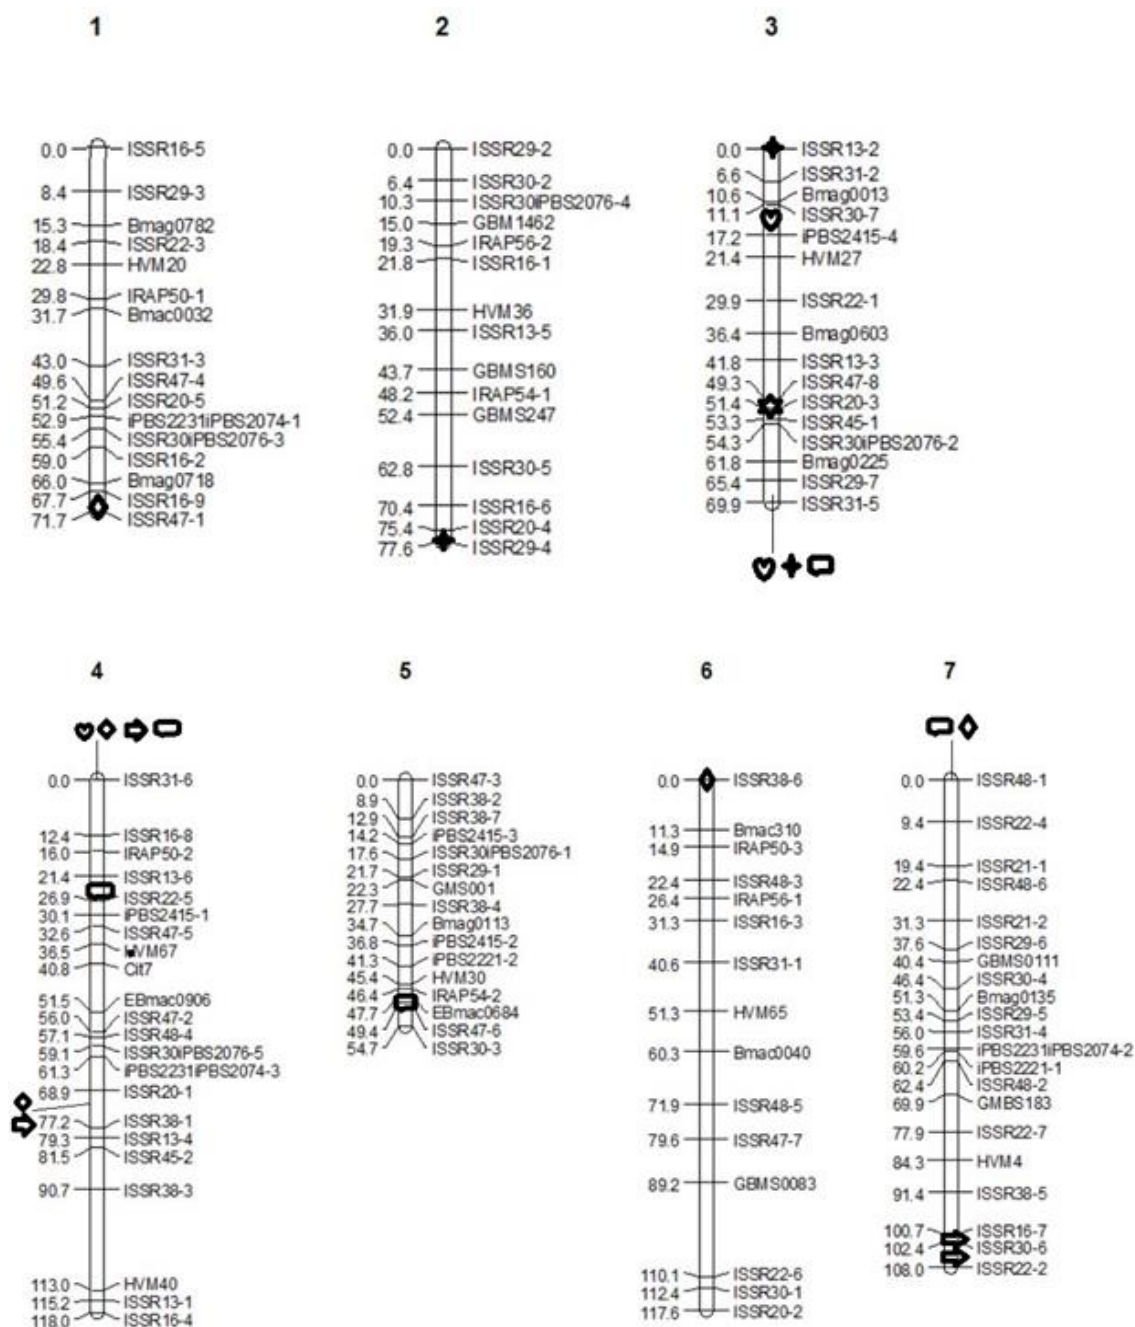 1
0.0 ISSR16-5
8.4 ISSR29-3
15.3 Bmag0782
18.4 ISSR22-3
22.8 HVM20
29.8 IRAP50-1
31.7 Bmac0032
43.0 ISSR31-3
49.6 ISSR47-4
51.2 ISSR20-5
52.9 iPBS2231iPBS2074-1
55.4 ISSR30iPBS2076-3
59.0 ISSR16-2
66.0 Bmag0718
67.7 ISSR16-9
71.7 ISSR47-1
2
0.0 ISSR29-2
6.4 ISSR30-2
10.3 ISSR30iPBS2076-4
15.0 GBM1462
19.3 IRAP56-2
21.8 ISSR16-1
31.9 HVM36
36.0 ISSR13-5
43.7 GBMS160
48.2 IRAP54-1
52.4 GBMS247
62.8 ISSR30-5
70.4 ISSR16-6
75.4 ISSR20-4
77.6 ISSR29-4
3
0.0 ISSR13-2
6.6 ISSR31-2
10.6 Bmag0013
11.1 ISSR30-7
17.2 iPBS2415-4
21.4 HVM27
29.9 ISSR22-1
36.4 Bmag0603
41.8 ISSR13-3
49.3 ISSR47-8
51.4 ISSR20-3
53.3 ISSR45-1
54.3 ISSR30iPBS2076-2
61.8 Bmag0225
65.4 ISSR29-7
69.9 ISSR31-5
4
0.0 ISSR31-6
12.4 ISSR16-8
16.0 IRAP50-2
21.4 ISSR13-6
26.9 ISSR22-5
30.1 iPBS2415-1
32.6 ISSR47-5
36.5 HVM67
40.8 Cit7
51.5 EBmac0906
56.0 ISSR47-2
57.1 ISSR48-4
59.1 ISSR30iPBS2076-5
61.3 iPBS2231iPBS2074-3
68.9 ISSR20-1
77.2 ISSR38-1
79.3 ISSR13-4
81.5 ISSR45-2
90.7 ISSR38-3
113.0 HVM40
115.2 ISSR13-1
118.0 ISSR16-4
5
0.0 ISSR47-3
8.9 ISSR38-2
12.9 ISSR38-7
14.2 iPBS2415-3
17.6 ISSR30iPBS2076-1
21.7 ISSR29-1
22.3 GMS001
27.7 ISSR38-4
34.7 Bmag0113
36.8 iPBS2415-2
41.3 iPBS2221-2
45.4 HVM30
46.4 IRAP54-2
47.7 EBmac0684
49.4 ISSR47-6
54.7 ISSR30-3
6
0.0 ISSR38-6
11.3 Bmac310
14.9 IRAP50-3
22.4 ISSR48-3
26.4 IRAP56-1
31.3 ISSR16-3
40.6 ISSR31-1
51.3 HVM65
60.3 Bmac0040
71.9 ISSR48-5
79.6 ISSR47-7
89.2 GBMS0083
110.1 ISSR22-6
112.4 ISSR30-1
117.6 ISSR20-2
7
0.0 ISSR48-1
9.4 ISSR22-4
19.4 ISSR21-1
22.4 ISSR48-6
31.3 ISSR21-2
37.6 ISSR29-6
40.4 GBMS0111
46.4 ISSR30-4
51.3 Bmag0135
53.4 ISSR29-5
56.0 ISSR31-4
59.6 iPBS2231iPBS2074-2
60.2 iPBS2221-1
62.4 ISSR48-2
69.9 GMBS183
77.9 ISSR22-7
84.3 HVM4
91.4 ISSR38-5
100.7 ISSR16-7
102.4 ISSR30-6
108.0 ISSR22-2